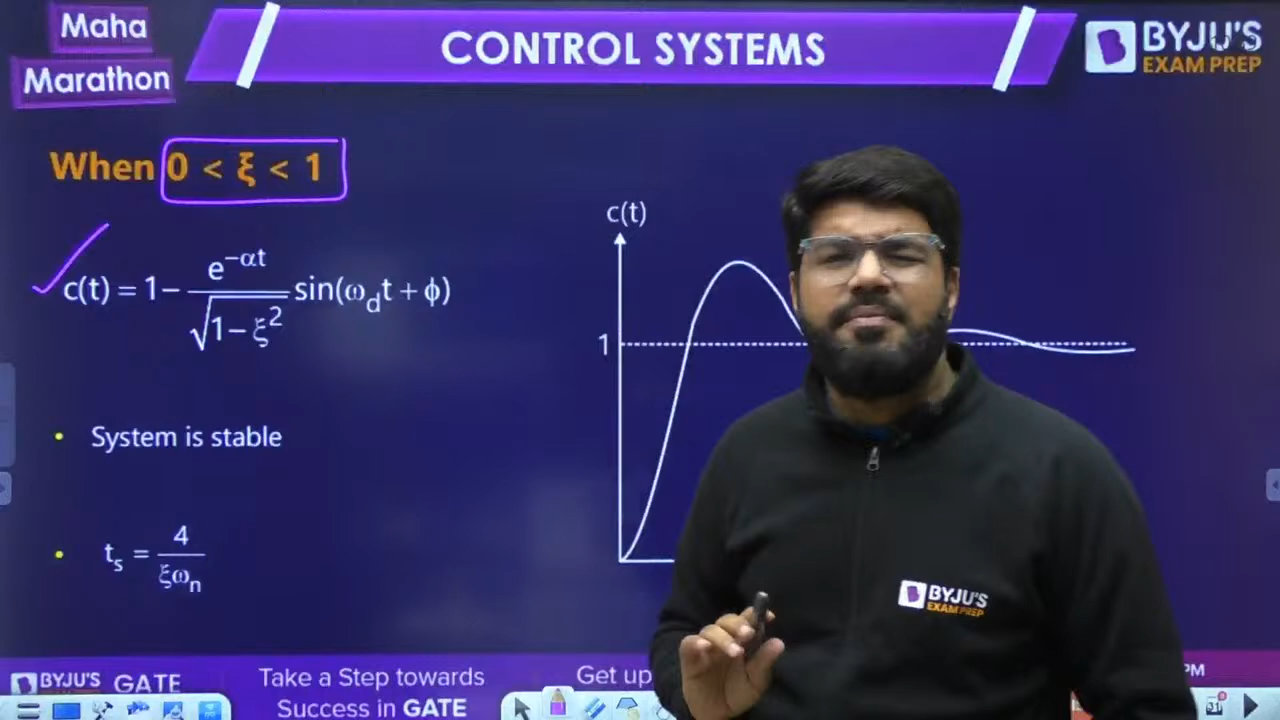 Maha
Marathon
CONTROL SYSTEMS
BYJU'S
EXAM PREP
When 0 < ξ < 1
c(t) = 1− e^−αt / √1−ξ² sin(ω_d t + ϕ)
• System is stable
• t_s = 4 / ξω_n
c(t)
1
BYJU'S
EXAM PREP
BYJU'S GATE
Take a Step towards
Success in GATE
Get up
PM